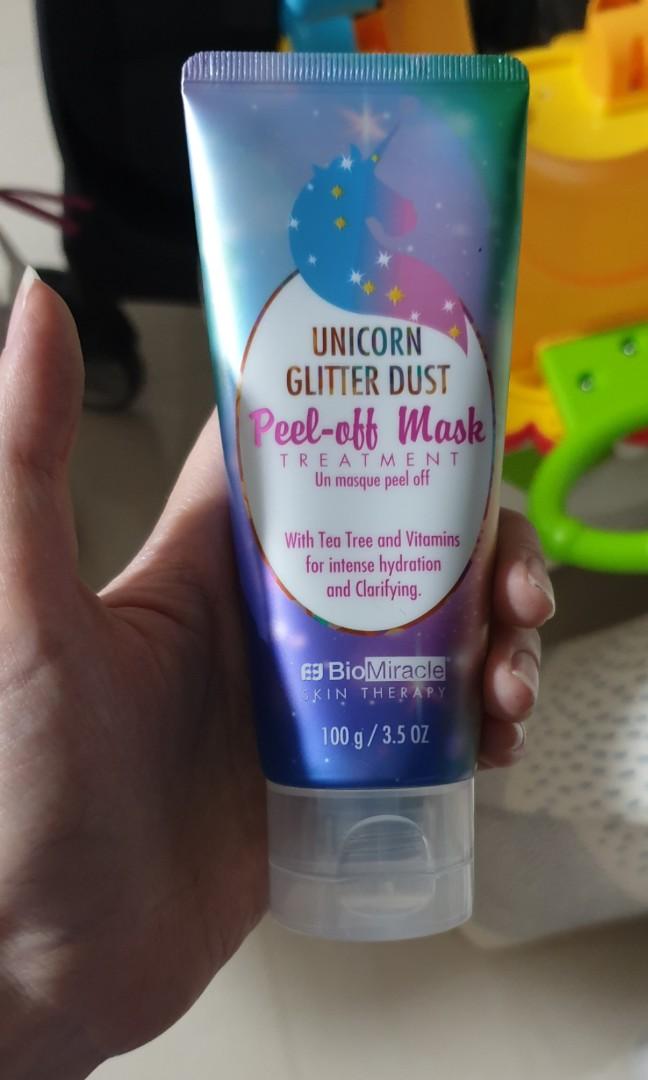 UNICORN
GLITTER DUST
Peel-off Mask
TREATMENT
Un masque peel off
With Tea Tree and Vitamins
for intense hydration
and Clarifying.
BioMiracle
SKIN THERAPY
100 g / 3.5 OZ